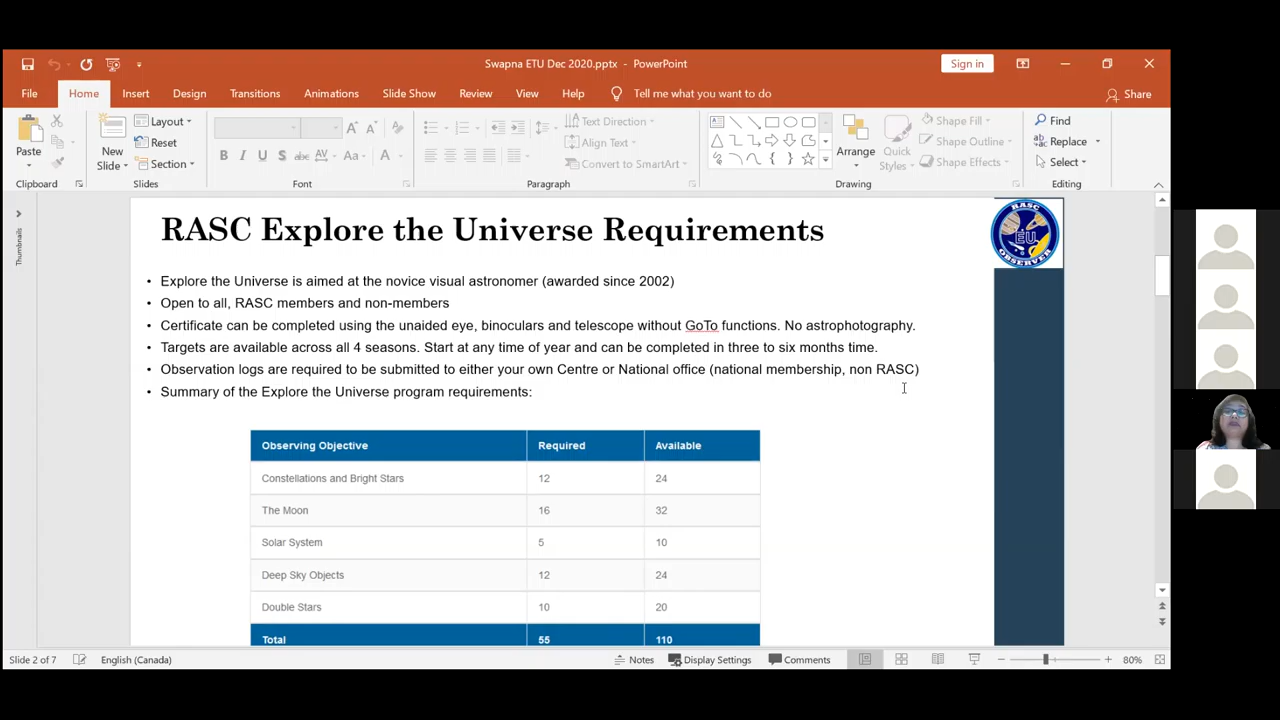 Swapna ETU Dec 2020.pptx - PowerPoint
Sign in
File Home Insert Design Transitions Animations Slide Show Review View Help Tell me what you want to do Share
Paste
Clipboard
New Slide
Layout
Reset
Section
Slides
B I U S abc AV Aa A
Font
Text Direction
Align Text
Convert to SmartArt
Paragraph
Arrange
Quick Styles
Shape Fill
Shape Outline
Shape Effects
Drawing
Find
Replace
Select
Editing
Thumbnails
RASC Explore the Universe Requirements
RASC
EU
OBSERVER
• Explore the Universe is aimed at the novice visual astronomer (awarded since 2002)
• Open to all, RASC members and non-members
• Certificate can be completed using the unaided eye, binoculars and telescope without GoTo functions. No astrophotography.
• Targets are available across all 4 seasons. Start at any time of year and can be completed in three to six months time.
• Observation logs are required to be submitted to either your own Centre or National office (national membership, non RASC)
• Summary of the Explore the Universe program requirements:
Observing Objective Required Available
Constellations and Bright Stars 12 24
The Moon 16 32
Solar System 5 10
Deep Sky Objects 12 24
Double Stars 10 20
Total 55 110
Slide 2 of 7 English (Canada) Notes Display Settings Comments 80%